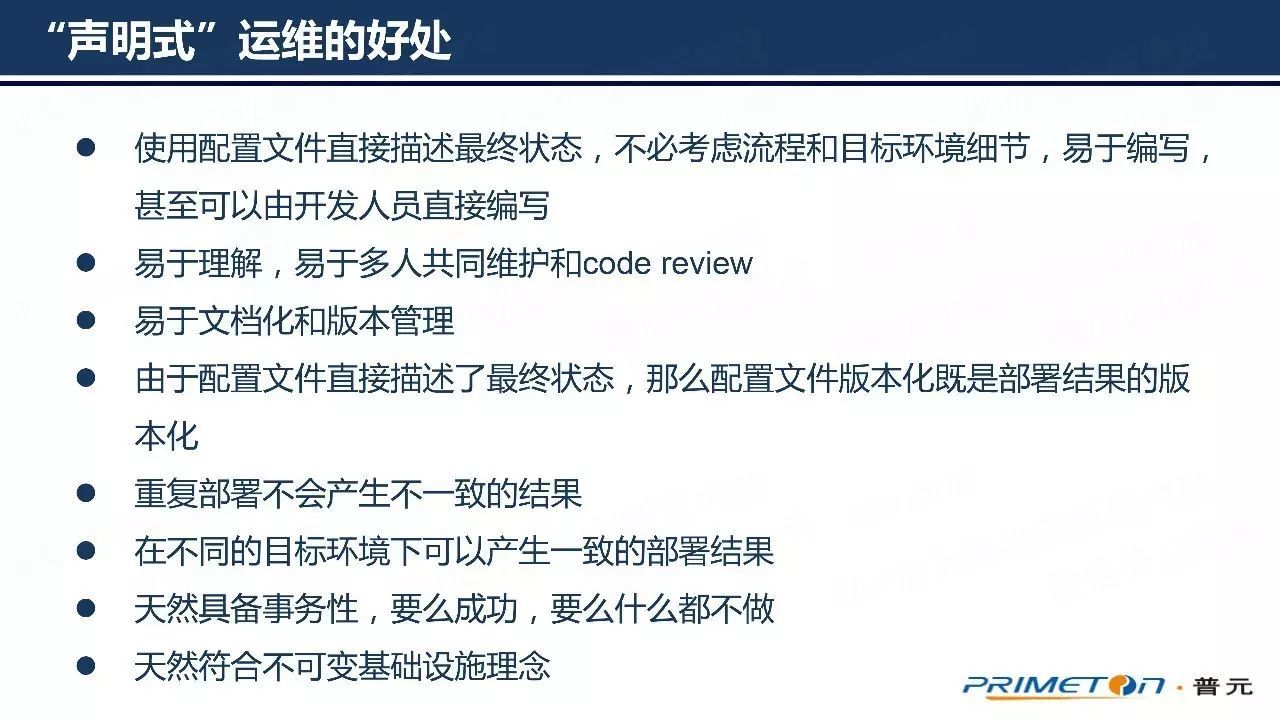 “声明式”运维的好处
使用配置文件直接描述最终状态，不必考虑流程和目标环境细节，易于编写，
甚至可以由开发人员直接编写
易于理解，易于多人共同维护和code review
易于文档化和版本管理
由于配置文件直接描述了最终状态，那么配置文件版本化既是部署结果的版
本化
重复部署不会产生不一致的结果
在不同的目标环境下可以产生一致的部署结果
天然具备事务性，要么成功，要么什么都不做
天然符合不可变基础设施理念
PRIMETON·普元